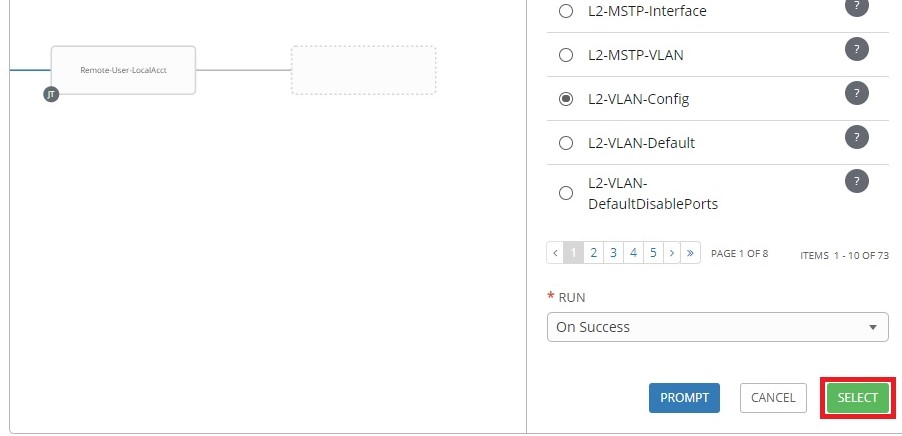 Remote-User-LocalAcct
JT
L2-MSTP-Interface ?
L2-MSTP-VLAN ?
L2-VLAN-Config ?
L2-VLAN-Default ?
L2-VLAN- ?
DefaultDisablePorts
< 1 2 3 4 5 > » PAGE 1 OF 8 ITEMS 1 - 10 OF 73
* RUN
On Success
PROMPT CANCEL SELECT